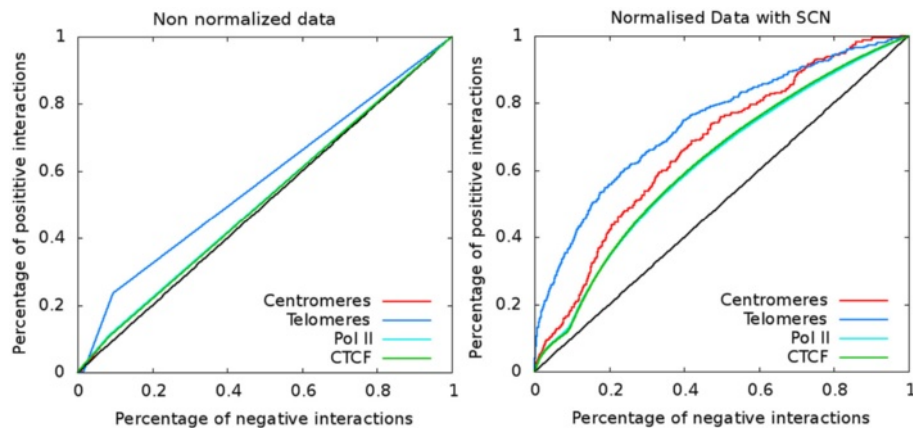 Non normalized data
Percentage of positive interactions
1
0.8
0.6
0.4
0.2
0
Centromeres
Telomeres
Pol II
CTCF
0 0.2 0.4 0.6 0.8 1
Percentage of negative interactions
Normalised Data with SCN
Percentage of positive interactions
1
0.8
0.6
0.4
0.2
0
Centromeres
Telomeres
Pol II
CTCF
0 0.2 0.4 0.6 0.8 1
Percentage of negative interactions